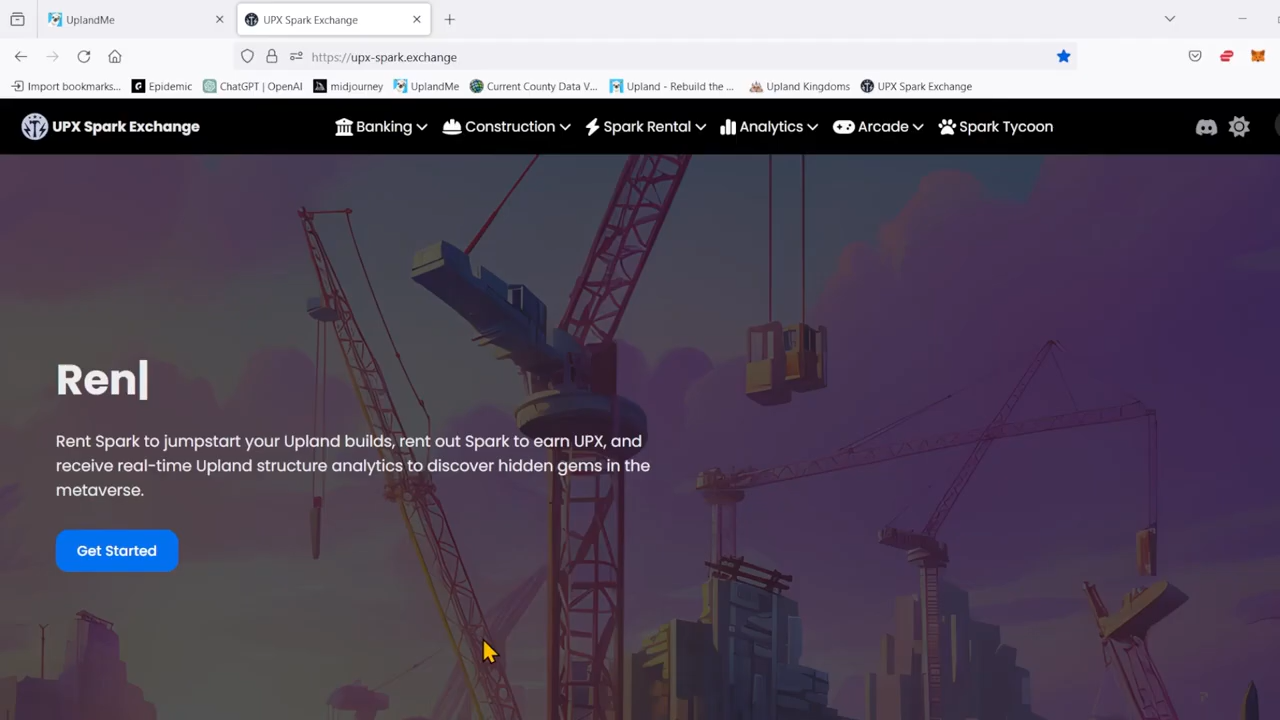 UplandMe
UPX Spark Exchange
https://upx-spark.exchange
Import bookmarks...
Epidemic
ChatGPT | OpenAI
midjourney
UplandMe
Current County Data V...
Upland - Rebuild the ...
Upland Kingdoms
UPX Spark Exchange
UPX Spark Exchange
Banking
Construction
Spark Rental
Analytics
Arcade
Spark Tycoon
Ren|
Rent Spark to jumpstart your Upland builds, rent out Spark to earn UPX, and
receive real-time Upland structure analytics to discover hidden gems in the
metaverse.
Get Started